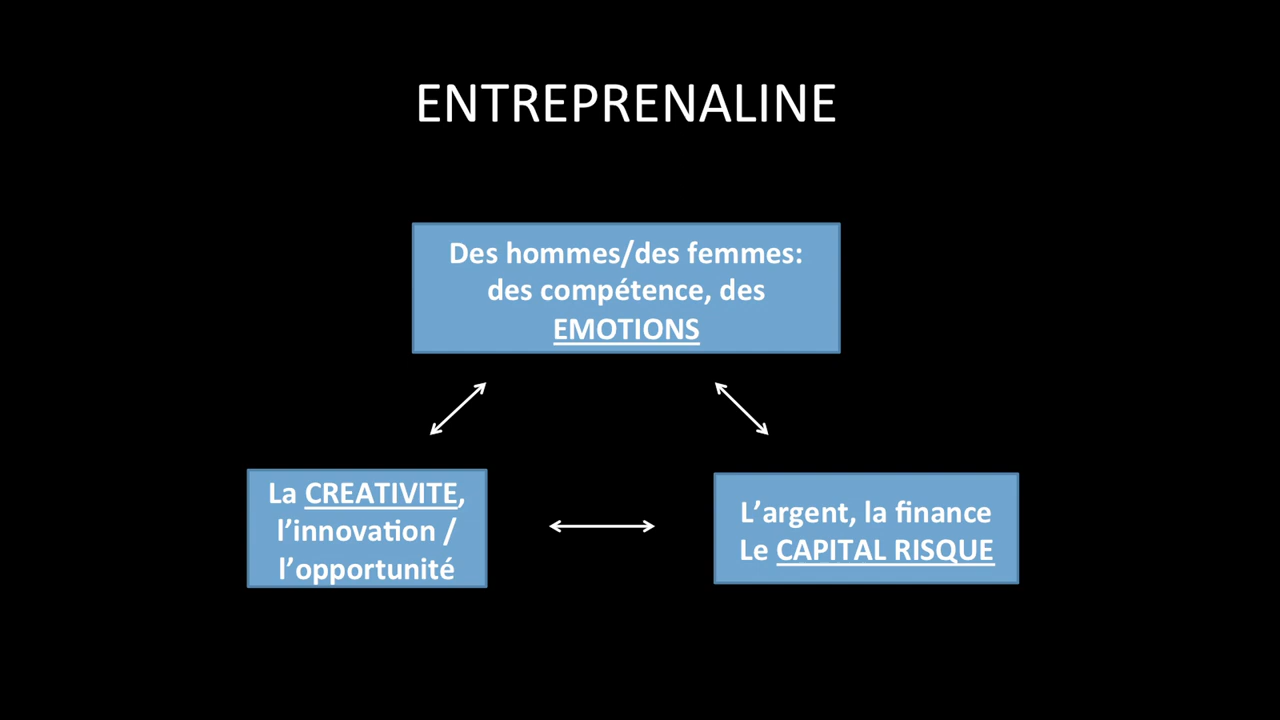 ENTREPRENALINE
Des hommes/des femmes:
des compétence, des
EMOTIONS
La CREATIVITE,
l’innovation /
l’opportunité
L’argent, la finance
Le CAPITAL RISQUE